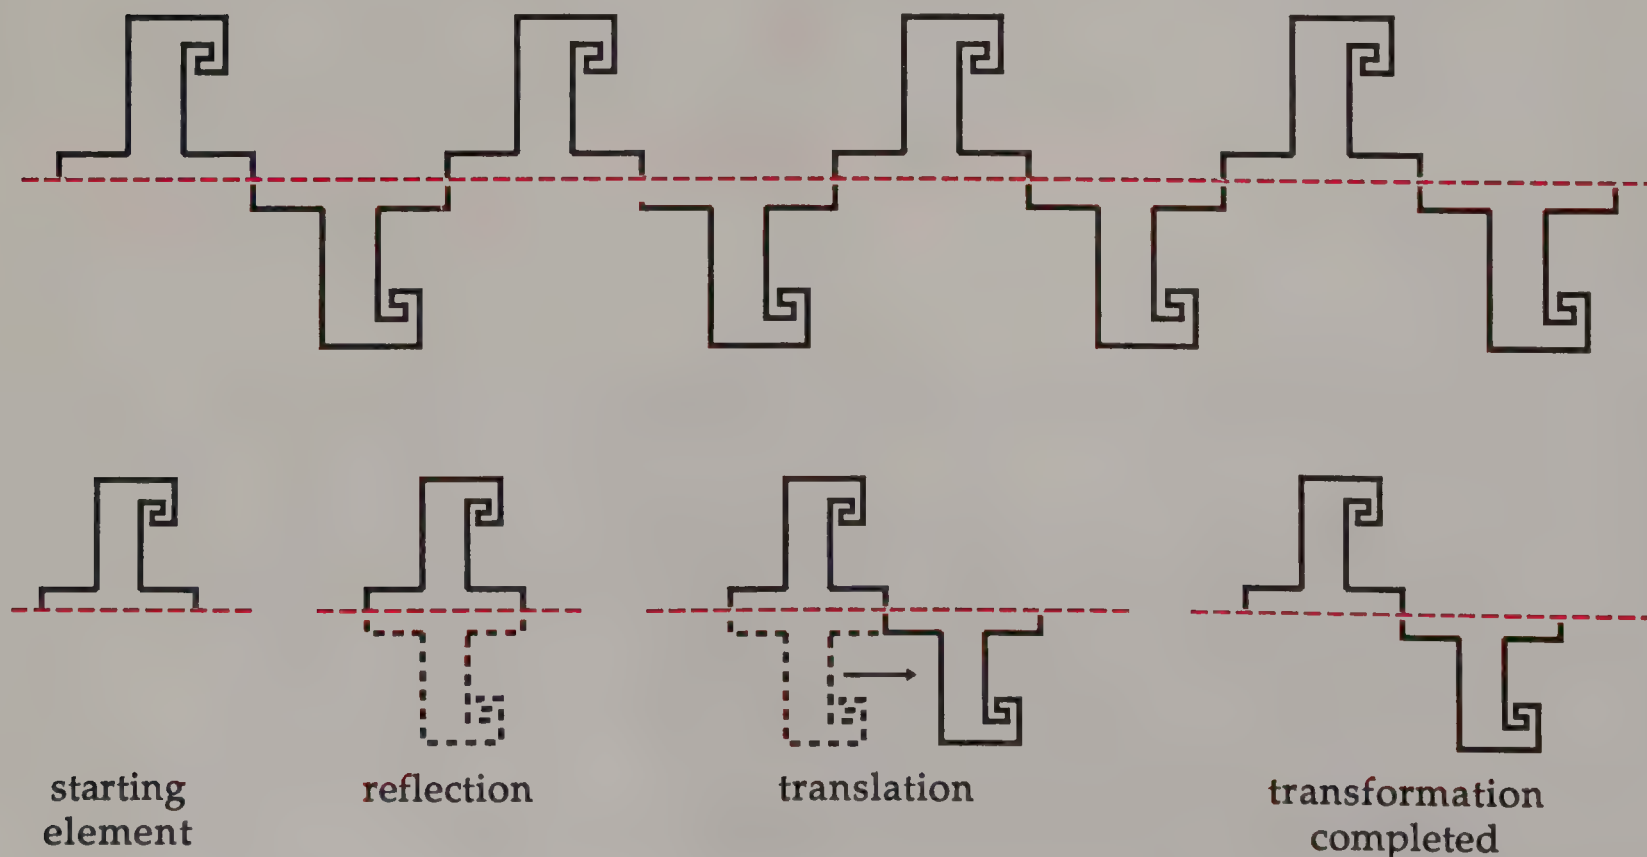 starting
element
reflection
translation
transformation
completed